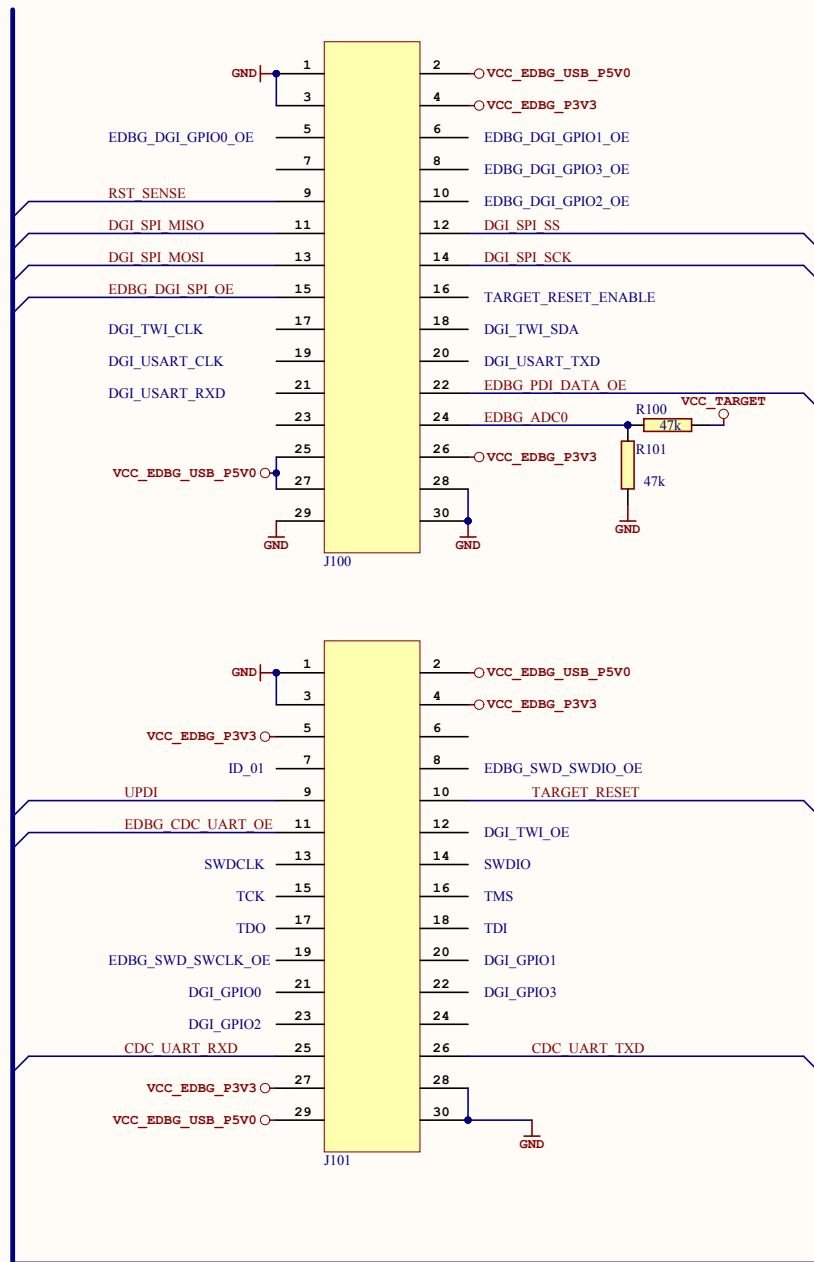 GND 1 2 VCC_EDBG_USB_P5V0
3 4 VCC_EDBG_P3V3
EDBG_DGI_GPIO0_OE 5 6 EDBG_DGI_GPIO1_OE
7 8 EDBG_DGI_GPIO3_OE
RST_SENSE 9 10 EDBG_DGI_GPIO2_OE
DGI_SPI_MISO 11 12 DGI_SPI_SS
DGI_SPI_MOSI 13 14 DGI_SPI_SCK
EDBG_DGI_SPI_OE 15 16 TARGET_RESET_ENABLE
DGI_TWI_CLK 17 18 DGI_TWI_SDA
DGI_USART_CLK 19 20 DGI_USART_TXD
DGI_USART_RXD 21 22 EDBG_PDI_DATA_OE
VCC_TARGET
R100
23 24 EDBG_ADC0 47k
R101
25 26 VCC_EDBG_P3V3
VCC_EDBG_USB_P5V0
27 28 47k
29 30
GND GND GND
J100
GND 1 2 VCC_EDBG_USB_P5V0
3 4 VCC_EDBG_P3V3
VCC_EDBG_P3V3 5 6
ID_01 7 8 EDBG_SWD_SWDIO_OE
UPDI 9 10 TARGET_RESET
EDBG_CDC_UART_OE 11 12 DGI_TWI_OE
SWDCLK 13 14 SWDIO
TCK 15 16 TMS
TDO 17 18 TDI
EDBG_SWD_SWCLK_OE 19 20 DGI_GPIO1
DGI_GPIO0 21 22 DGI_GPIO3
DGI_GPIO2 23 24
CDC_UART_RXD 25 26 CDC_UART_TXD
VCC_EDBG_P3V3 27 28
VCC_EDBG_USB_P5V0 29 30
GND
J101